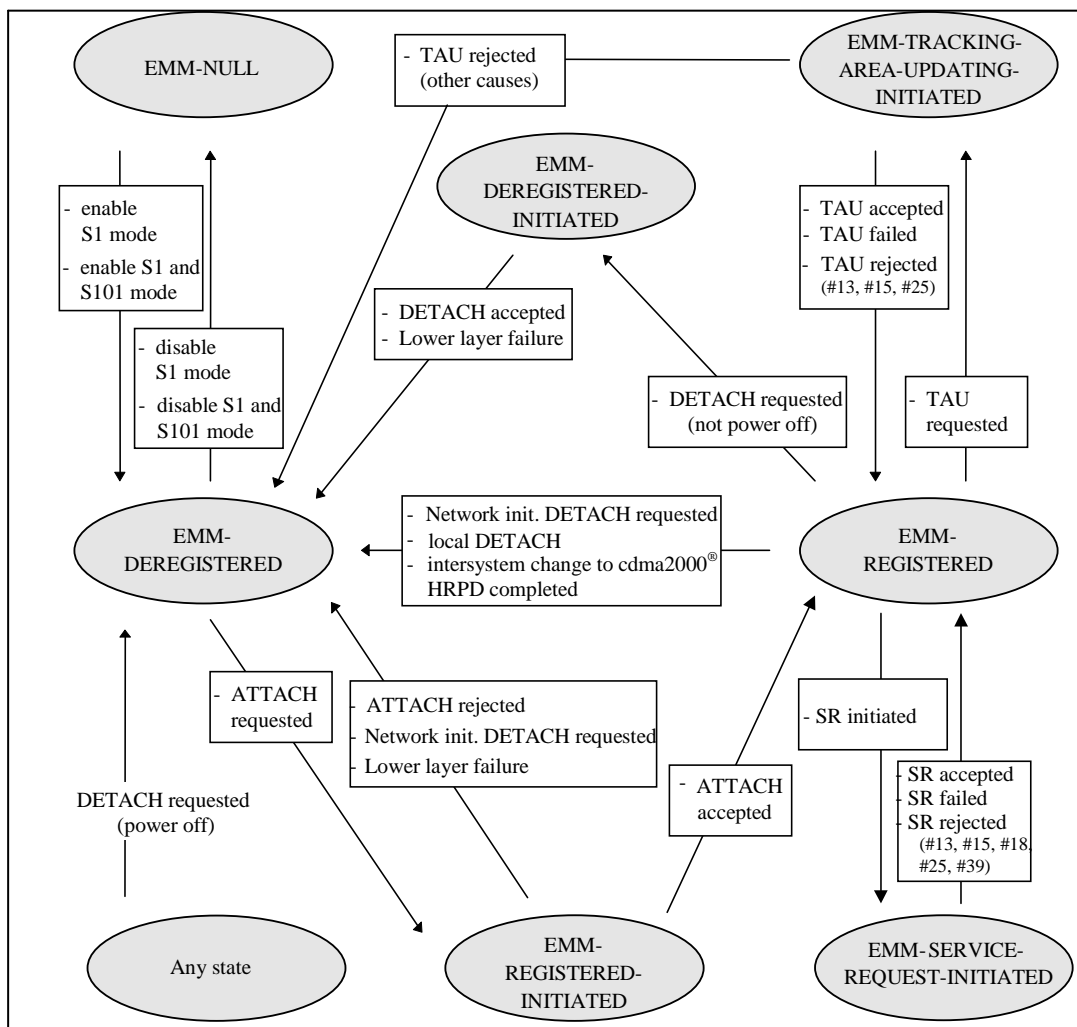 EMM-NULL
- TAU rejected
(other causes)
EMM-TRACKING-
AREA-UPDATING-
INITIATED
EMM-
DEREGISTERED-
INITIATED
- enable
S1 mode
- enable S1 and
S101 mode
- TAU accepted
- TAU failed
- TAU rejected
(#13, #15, #25)
- DETACH accepted
- Lower layer failure
- disable
S1 mode
- disable S1 and
S101 mode
- DETACH requested
(not power off)
- TAU
requested
EMM-
DEREGISTERED
- Network init. DETACH requested
- local DETACH
- intersystem change to cdma2000®
HRPD completed
EMM-
REGISTERED
- ATTACH
requested
- ATTACH rejected
- Network init. DETACH requested
- Lower layer failure
- SR initiated
DETACH requested
(power off)
- ATTACH
accepted
- SR accepted
- SR failed
- SR rejected
(#13, #15, #18,
#25, #39)
Any state
EMM-
REGISTERED-
INITIATED
EMM-SERVICE-
REQUEST-INITIATED